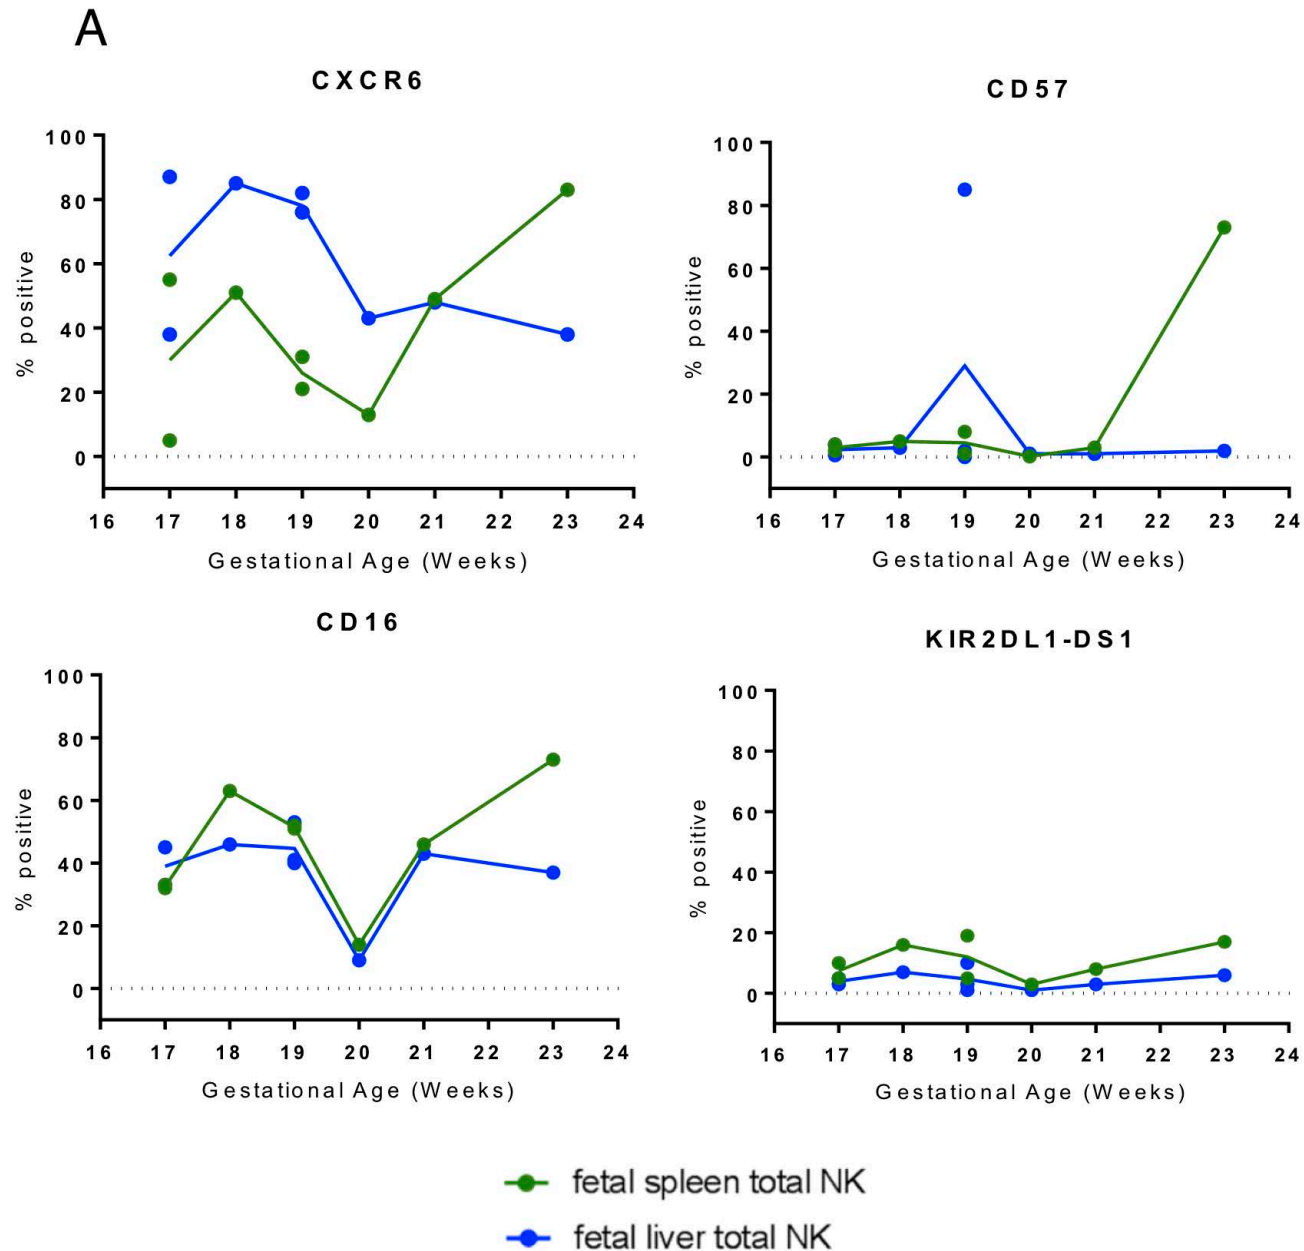 A
CXCR6
100
80
60
40
20
0
% positive
16 17 18 19 20 21 22 23 24
Gestational Age (Weeks)
CD57
100
80
60
40
20
0
% positive
16 17 18 19 20 21 22 23 24
Gestational Age (Weeks)
CD16
100
80
60
40
20
0
% positive
16 17 18 19 20 21 22 23 24
Gestational Age (Weeks)
KIR2DL1-DS1
100
80
60
40
20
0
% positive
16 17 18 19 20 21 22 23 24
Gestational Age (Weeks)
fetal spleen total NK
fetal liver total NK